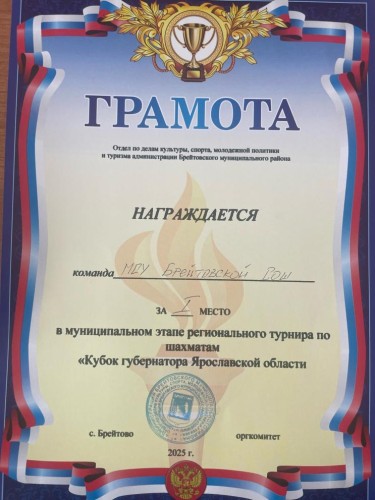 ГРАМОТА
Отдел по делам культуры, спорта, молодежной политики
и туризма администрации Брейтовского муниципального района
НАГРАЖДАЕТСЯ
команда Брейтовской
ЗА I МЕСТО
в муниципальном этапе регионального турнира по
шахматам
«Кубок губернатора Ярославской области
с. Брейтово оргкомитет
2025 г.